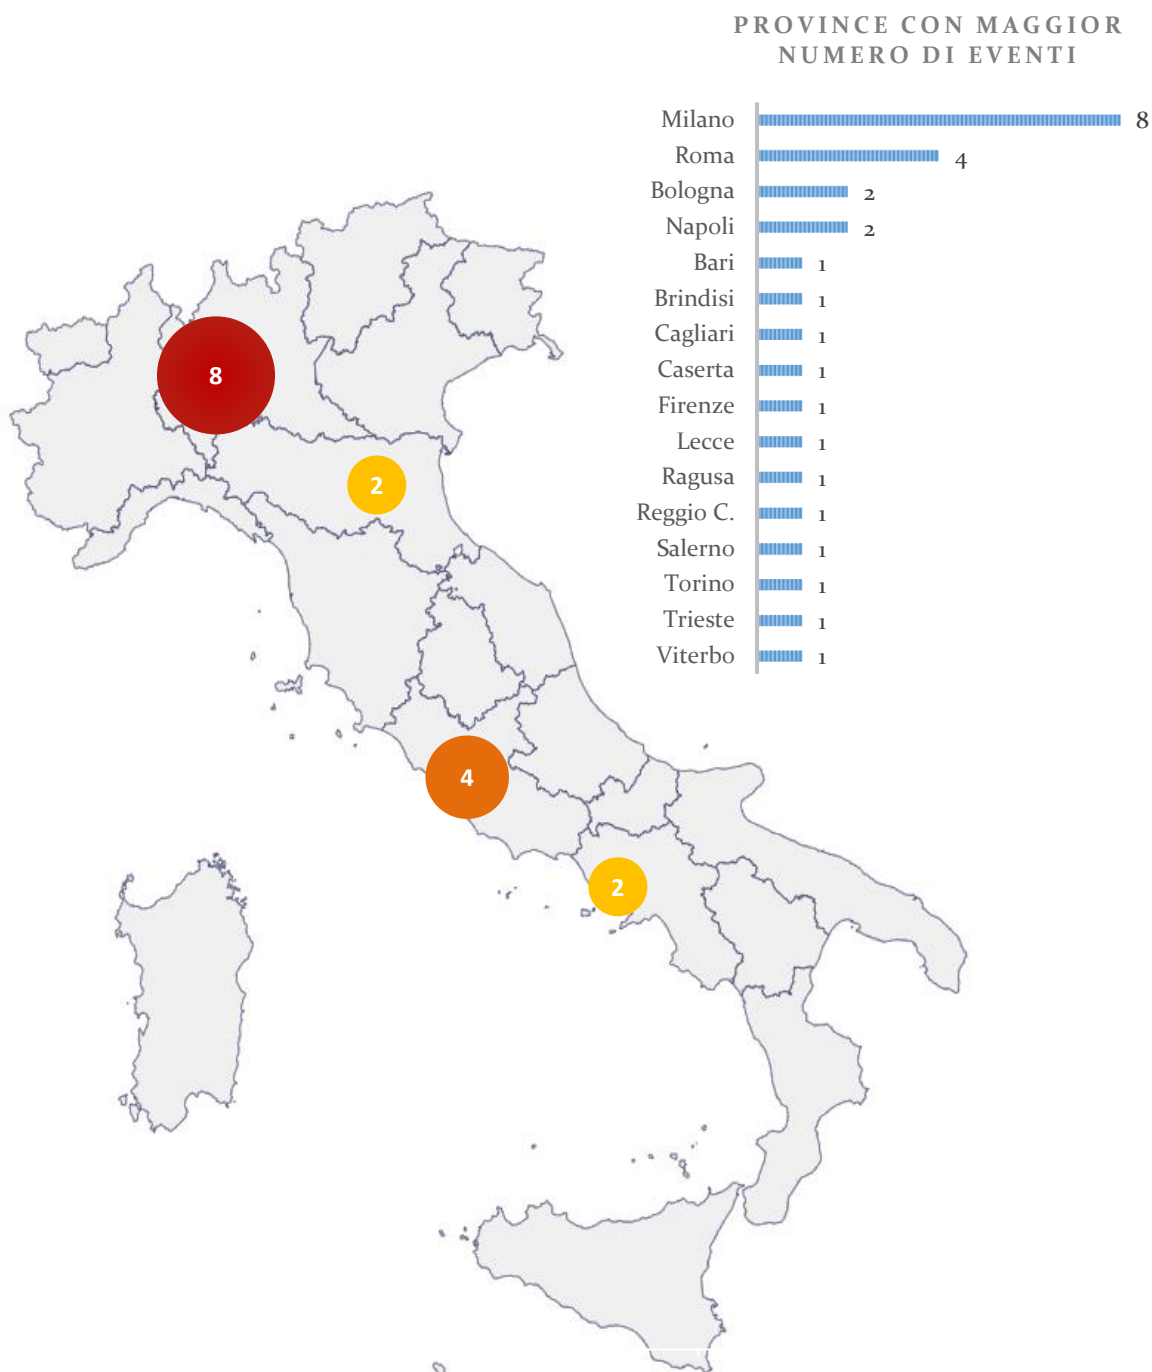 PROVINCE CON MAGGIOR
NUMERO DI EVENTI
Milano 8
Roma 4
Bologna 2
Napoli 2
Bari 1
Brindisi 1
Cagliari 1
Caserta 1
Firenze 1
Lecce 1
Ragusa 1
Reggio C. 1
Salerno 1
Torino 1
Trieste 1
Viterbo 1
8
2
4
2